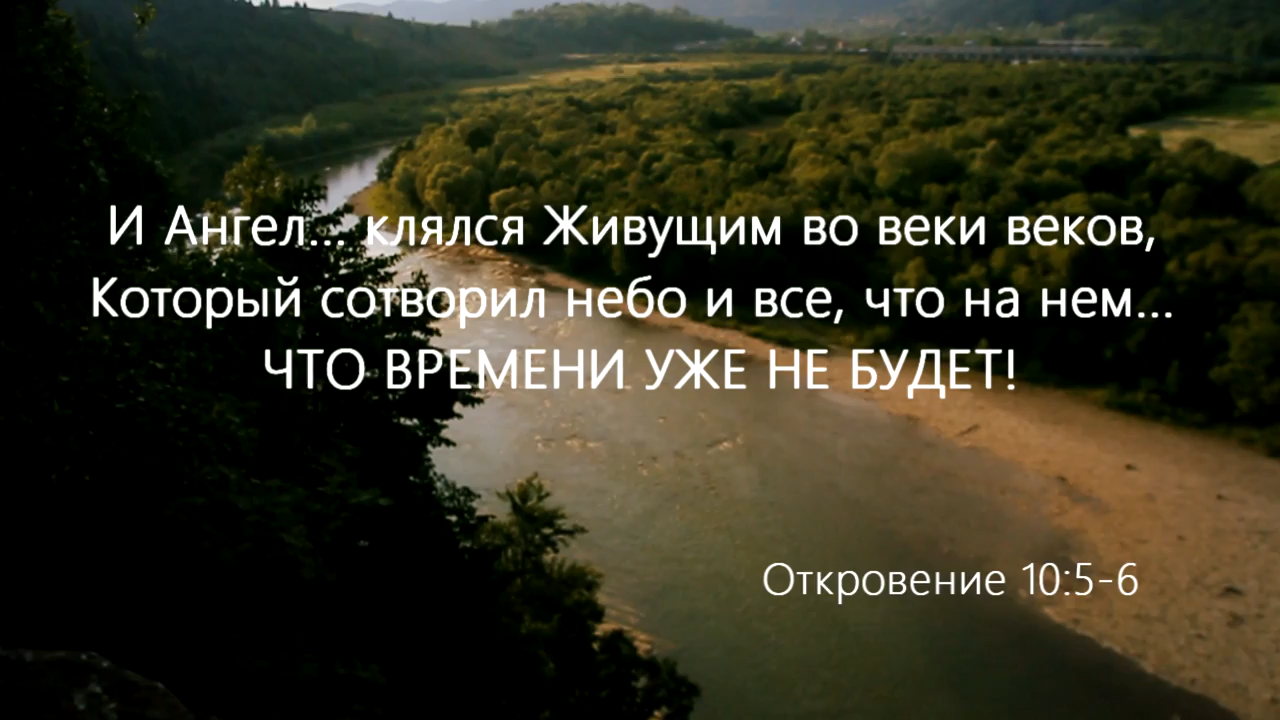 И Ангел... клялся Живущим во веки веков,
Который сотворил небо и все, что на нем...
ЧТО ВРЕМЕНИ УЖЕ НЕ БУДЕТ!
Откровение 10:5-6